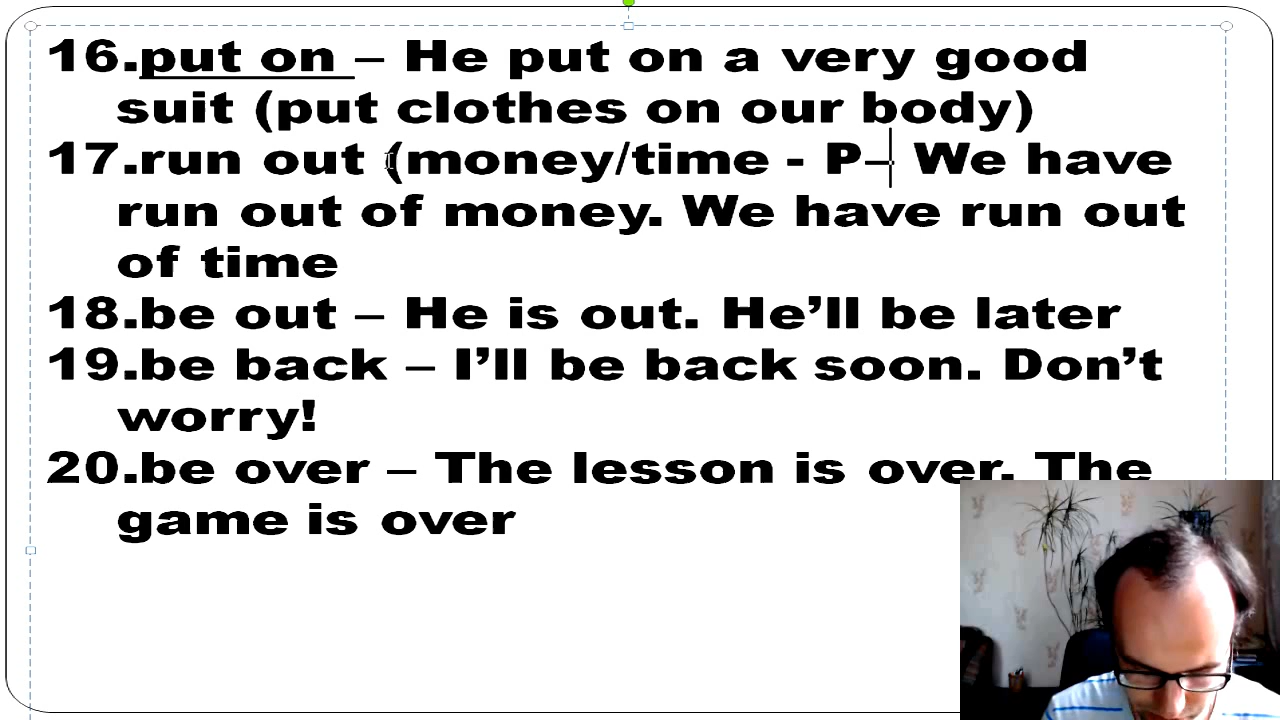 16.put on – He put on a very good
suit (put clothes on our body)
17.run out (money/time - P– We have
run out of money. We have run out
of time
18.be out – He is out. He’ll be later
19.be back – I’ll be back soon. Don’t
worry!
20.be over – The lesson is over. The
game is over